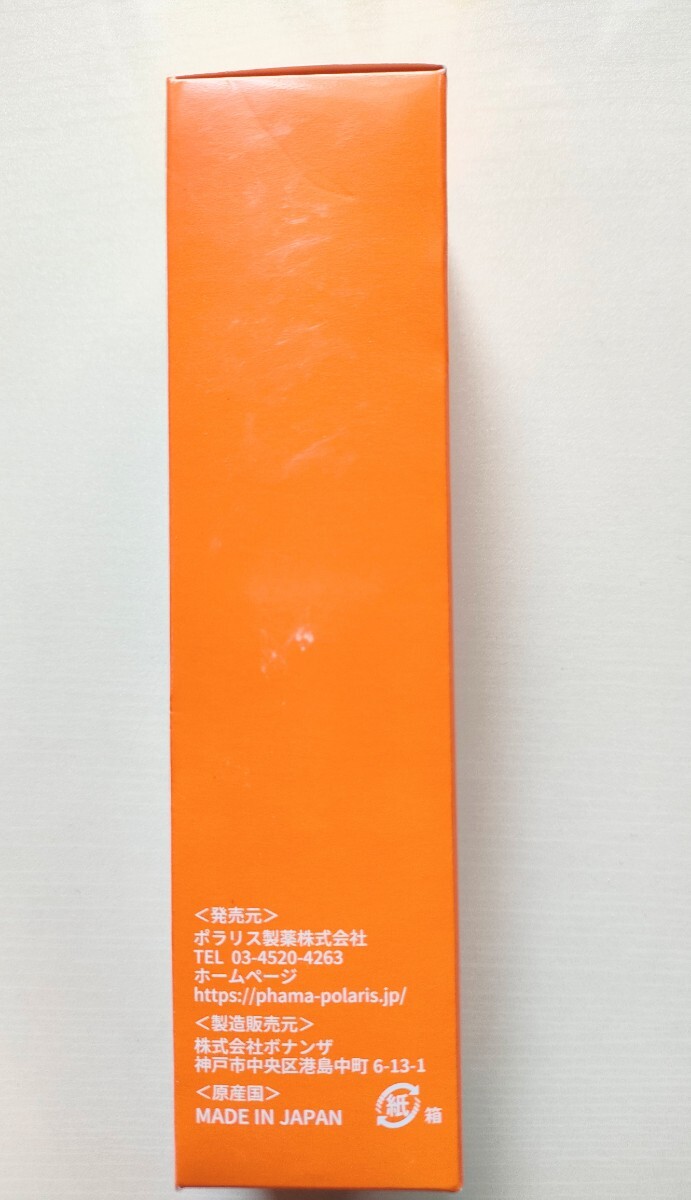 ＜発売元＞
ポラリス製薬株式会社
TEL 03-4520-4263
ホームページ
https://phama-polaris.jp/
＜製造販売元＞
株式会社ボナンザ
神戸市中央区港島中町 6-13-1
＜原産国＞
MADE IN JAPAN
紙 箱